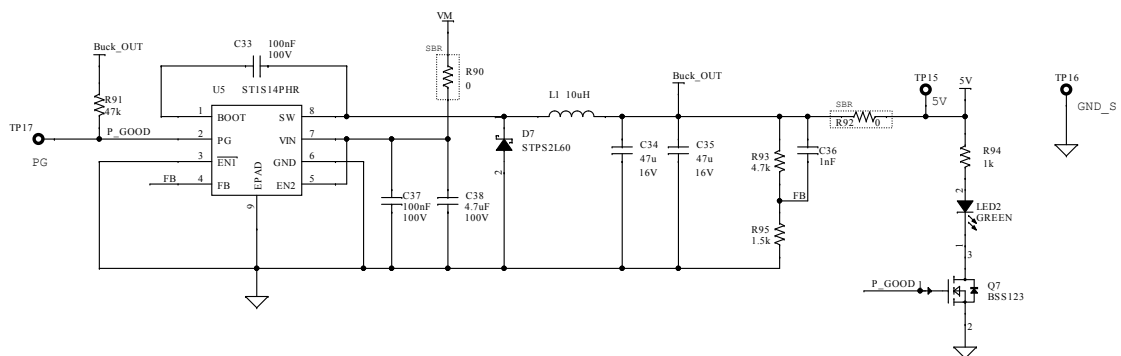 VM
Buck_OUT
C33
100nF
100V
SBR
R90
0
U5
ST1S14PHR
R91
47k
1
BOOT
SW
8
TP17
PG
P_GOOD
2
PG
VIN
7
3
EN1
GND
6
FB
4
FB
EN2
5
EPAD
9
C37
100nF
100V
C38
4.7uF
100V
D7
STPS2L60
2
L1 10uH
Buck_OUT
C34
47u
16V
C35
47u
16V
R93
4.7k
C36
1nF
FB
R95
1.5k
SBR
R92
0
TP15
5V
5V
R94
1k
2
LED2
GREEN
1
3
P_GOOD
1
Q7
BSS123
2
TP16
GND_S